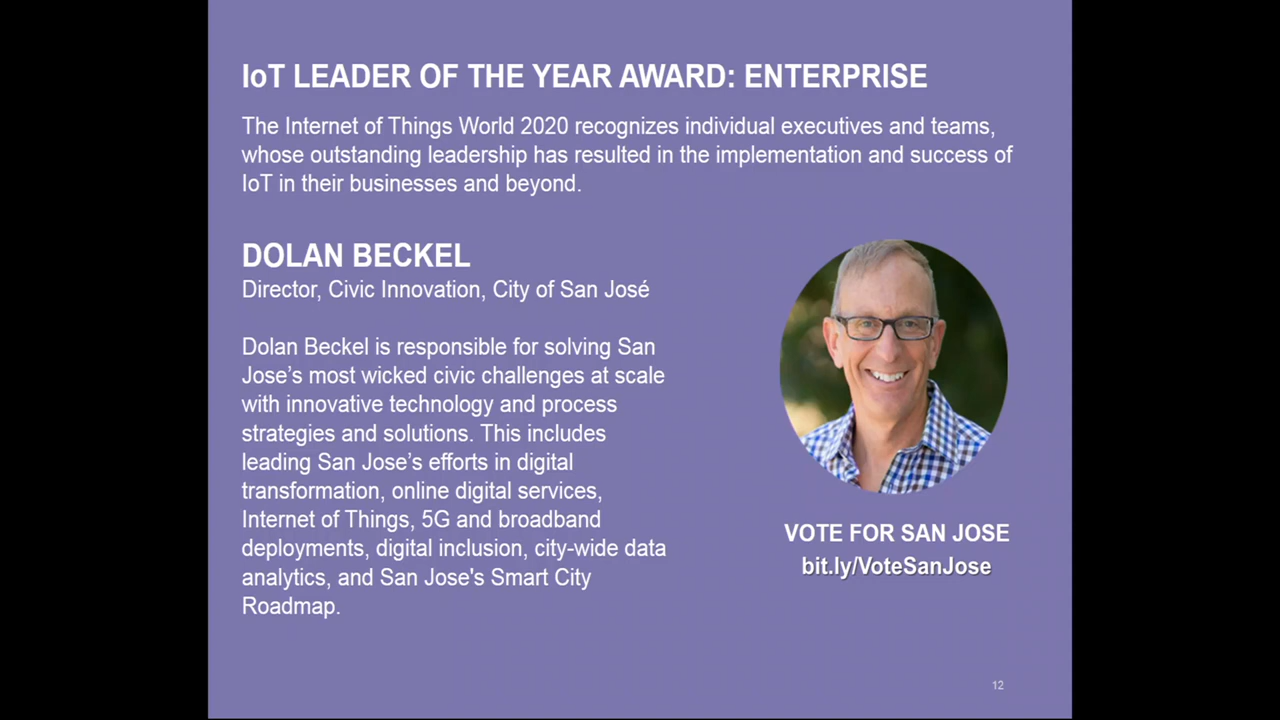 IoT LEADER OF THE YEAR AWARD: ENTERPRISE
The Internet of Things World 2020 recognizes individual executives and teams,
whose outstanding leadership has resulted in the implementation and success of
IoT in their businesses and beyond.
DOLAN BECKEL
Director, Civic Innovation, City of San José
Dolan Beckel is responsible for solving San
Jose’s most wicked civic challenges at scale
with innovative technology and process
strategies and solutions. This includes
leading San Jose’s efforts in digital
transformation, online digital services,
Internet of Things, 5G and broadband
deployments, digital inclusion, city-wide data
analytics, and San Jose's Smart City
Roadmap.
VOTE FOR SAN JOSE
bit.ly/VoteSanJose
12